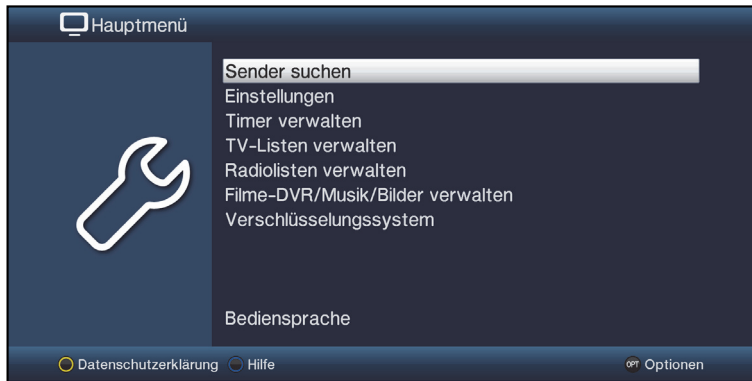 Hauptmenü
Sender suchen
Einstellungen
Timer verwalten
TV-Listen verwalten
Radiolisten verwalten
Filme-DVR/Musik/Bilder verwalten
Verschlüsselungssystem
Bediensprache
Datenschutzerklärung Hilfe OPT Optionen